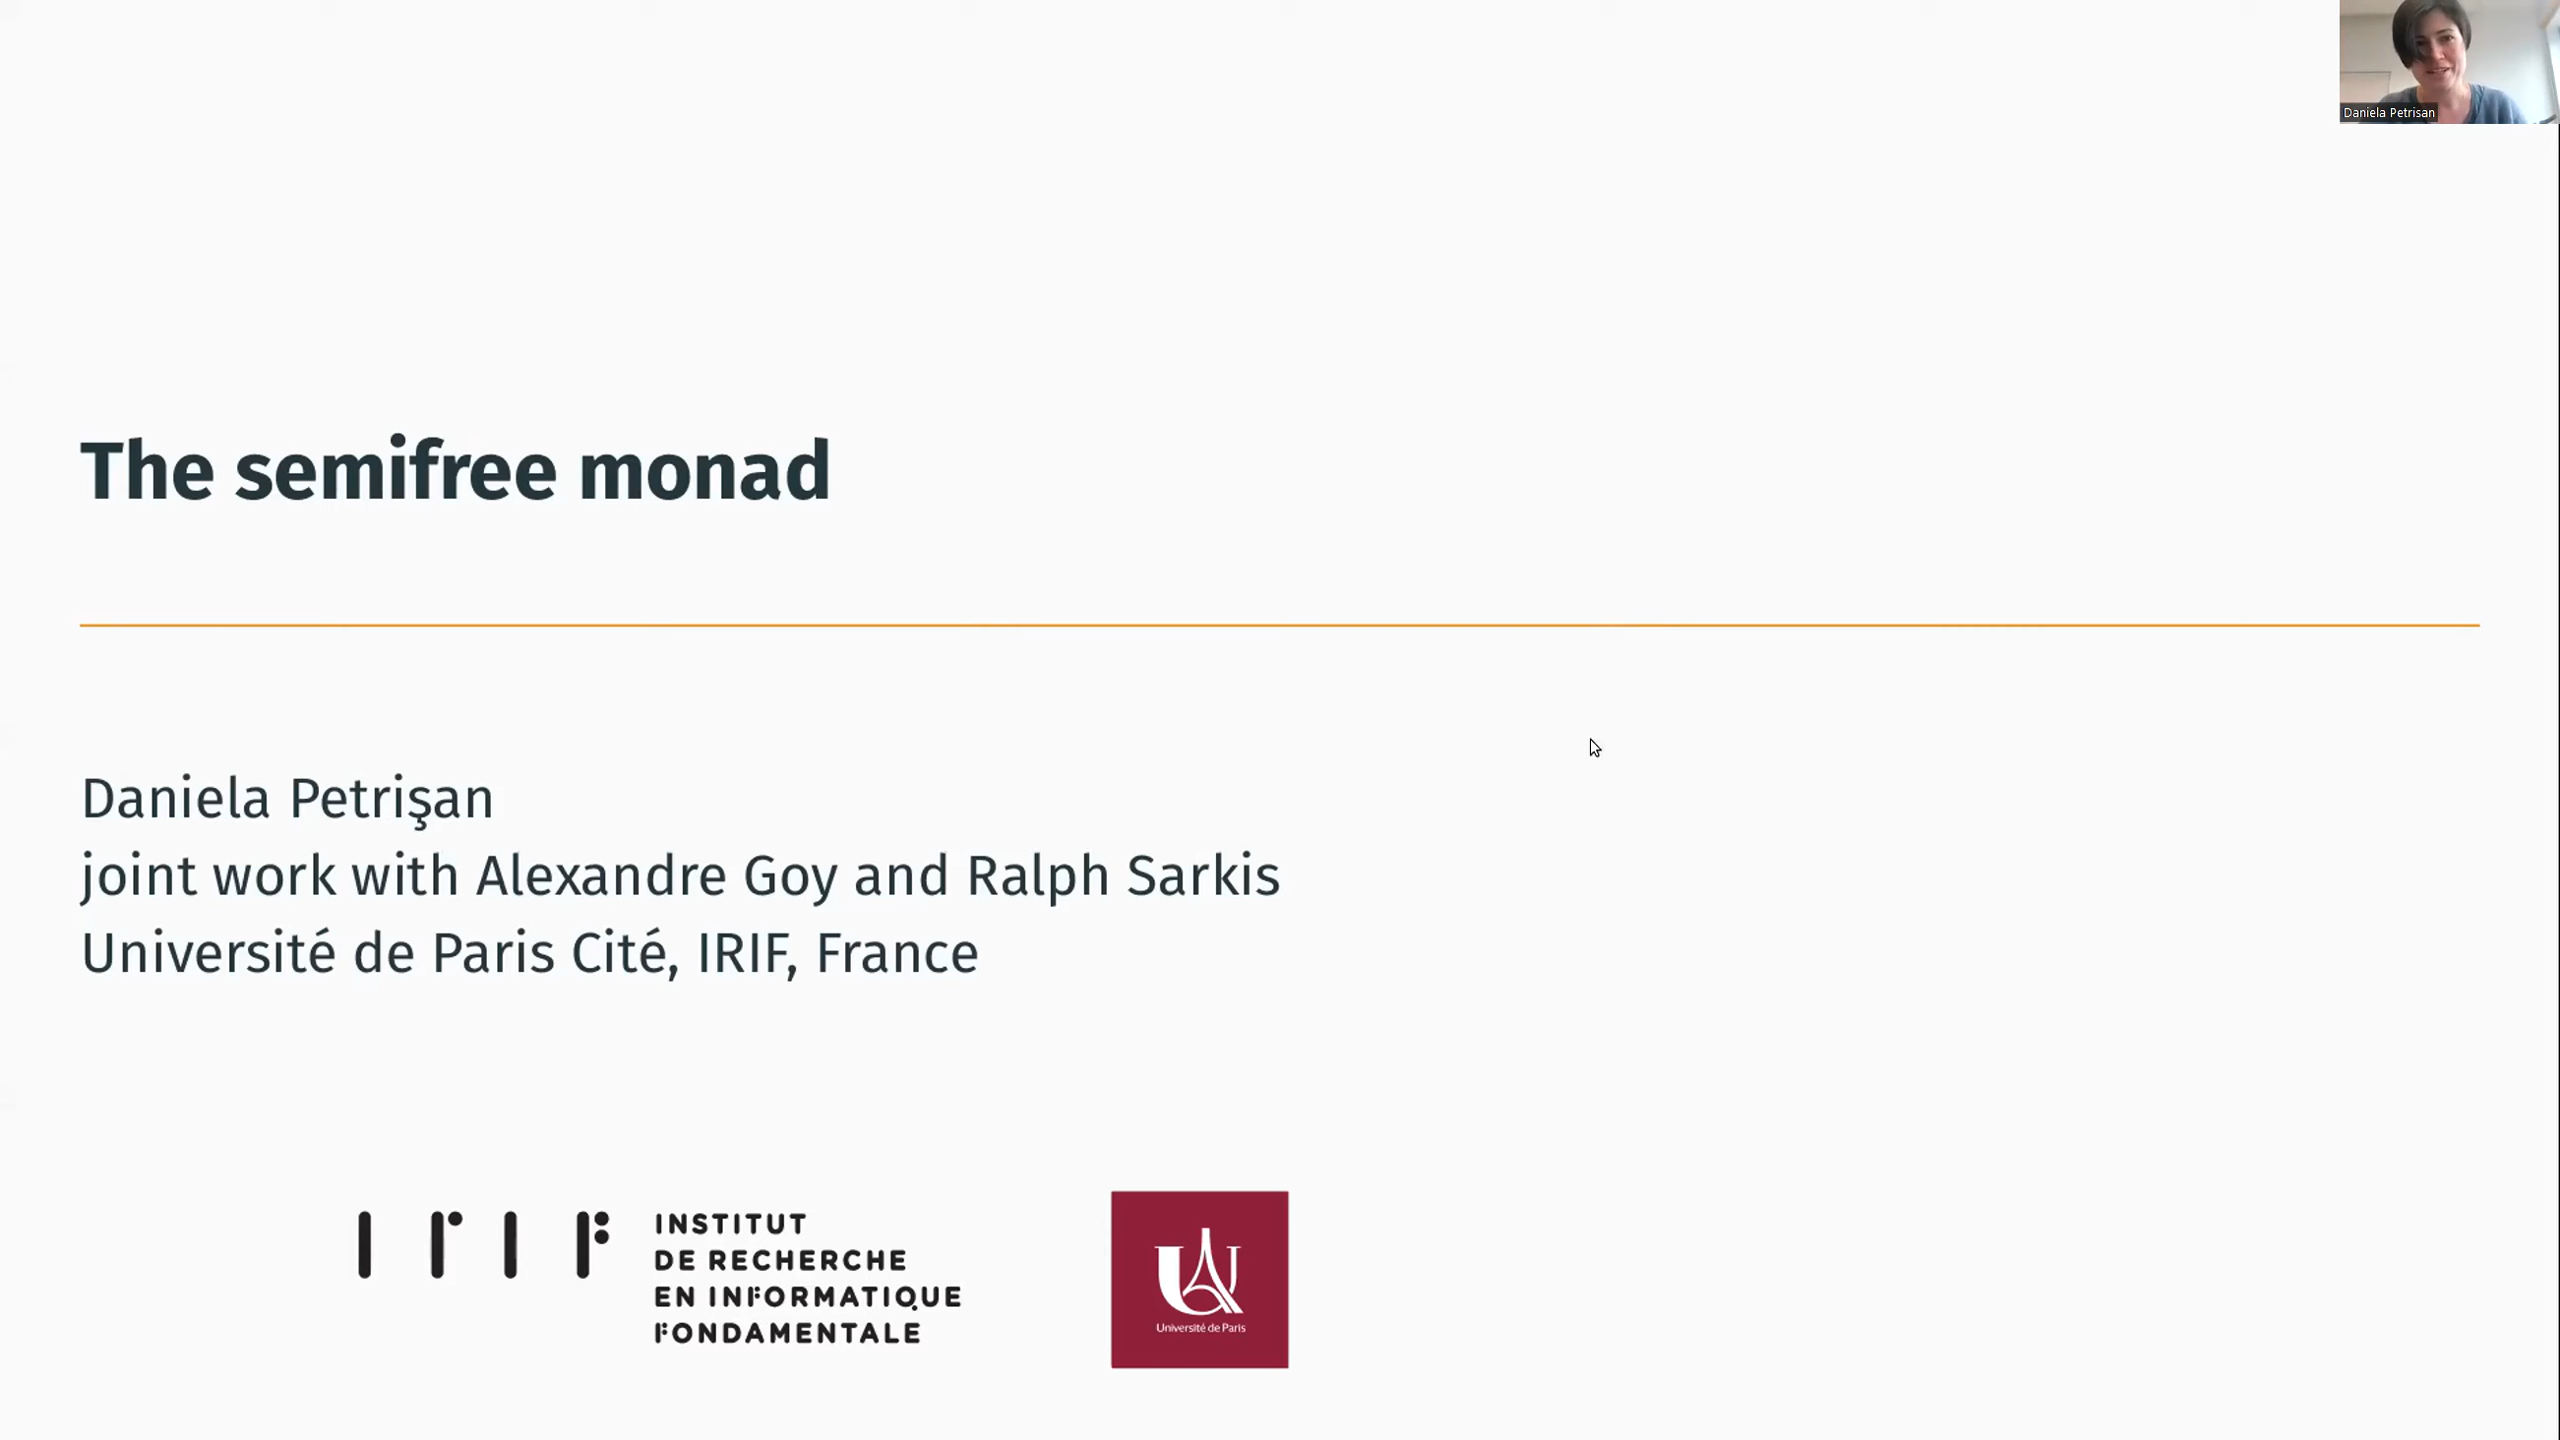 Daniela Petrisan
The semifree monad
Daniela Petrişan
joint work with Alexandre Goy and Ralph Sarkis
Université de Paris Cité, IRIF, France
IRIF
INSTITUT
DE RECHERCHE
EN INFORMATIQUE
FONDAMENTALE
Université de Paris